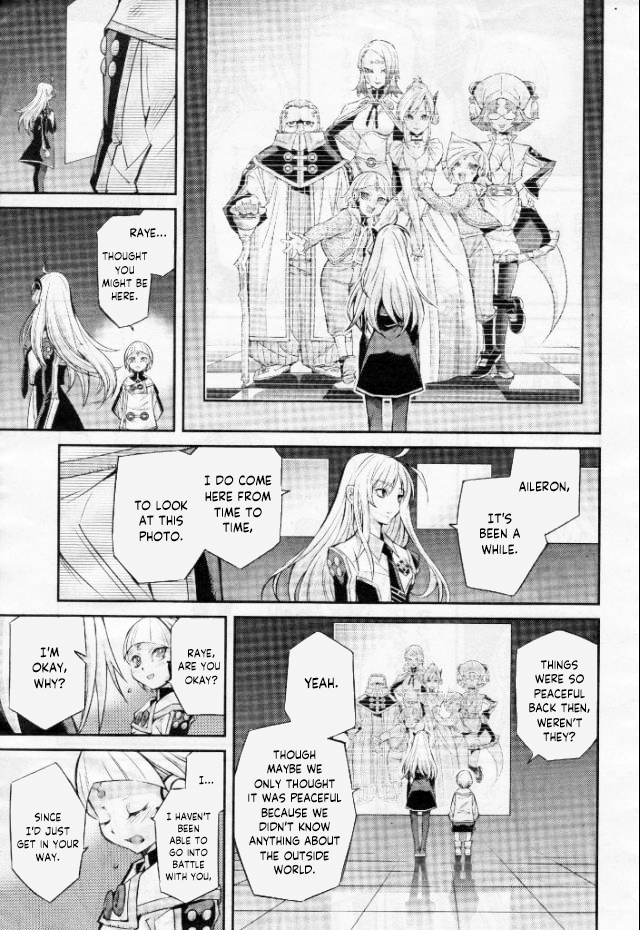 RAYE...
THOUGHT
YOU
MIGHT BE
HERE.
AILERON,
IT'S
BEEN A
WHILE.
I DO COME
HERE FROM
TIME TO
TIME,
TO LOOK
AT THIS
PHOTO.
THINGS
WERE SO
PEACEFUL
BACK THEN,
WEREN'T
THEY?
YEAH.
THOUGH
MAYBE WE
ONLY THOUGHT
IT WAS PEACEFUL
BECAUSE WE
DIDN'T KNOW
ANYTHING ABOUT
THE OUTSIDE
WORLD.
RAYE,
ARE YOU
OKAY?
I'M
OKAY,
WHY?
I...
I HAVEN'T
BEEN
ABLE TO
GO INTO
BATTLE
WITH YOU,
SINCE
I'D JUST
GET IN YOUR
WAY.